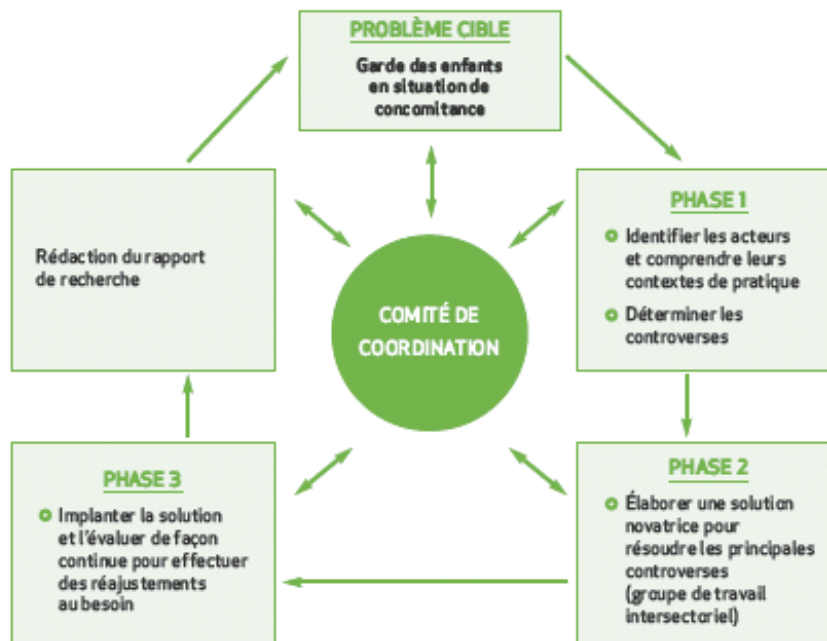 PROBLÈME CIBLE
Garde des enfants
en situation de
concomitance
PHASE 1
Identifier les acteurs
et comprendre leurs
contextes de pratique
Déterminer les
controverses
Rédaction du rapport
de recherche
COMITÉ DE
COORDINATION
PHASE 3
Implanter la solution
et l'évaluer de façon
continue pour effectuer
des réajustements
au besoin
PHASE 2
Élaborer une solution
novatrice pour
résoudre les principales
controverses
(groupe de travail
intersectoriel)